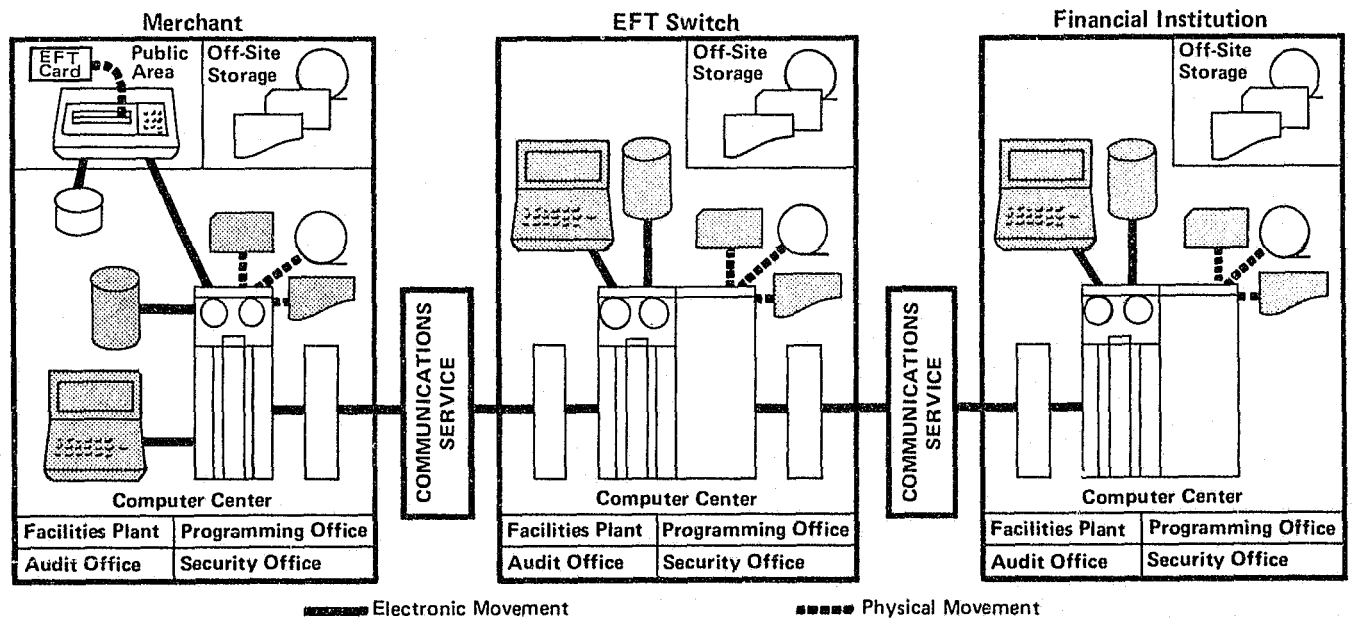 Merchant
EFT Switch
Financial Institution
EFT
Card
Public
Area
Off-Site
Storage
Off-Site
Storage
Off-Site
Storage
COMMUNICATIONS
SERVICE
COMMUNICATIONS
SERVICE
Computer Center
Facilities Plant
Programming Office
Audit Office
Security Office
Computer Center
Facilities Plant
Programming Office
Audit Office
Security Office
Computer Center
Facilities Plant
Programming Office
Audit Office
Security Office
Electronic Movement
Physical Movement